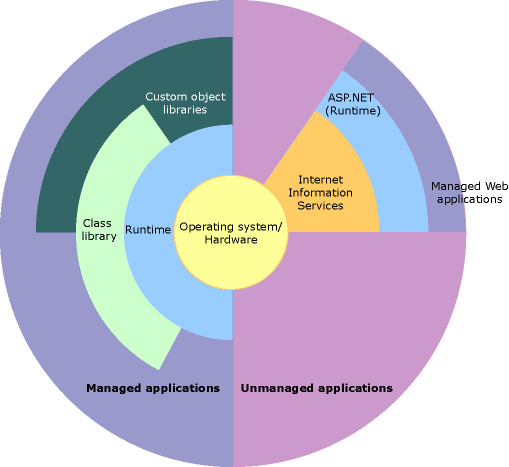 Custom object
libraries
ASP.NET
(Runtime)
Internet
Information
Services
Managed Web
applications
Class
library
Runtime
Operating system/
Hardware
Managed applications
Unmanaged applications